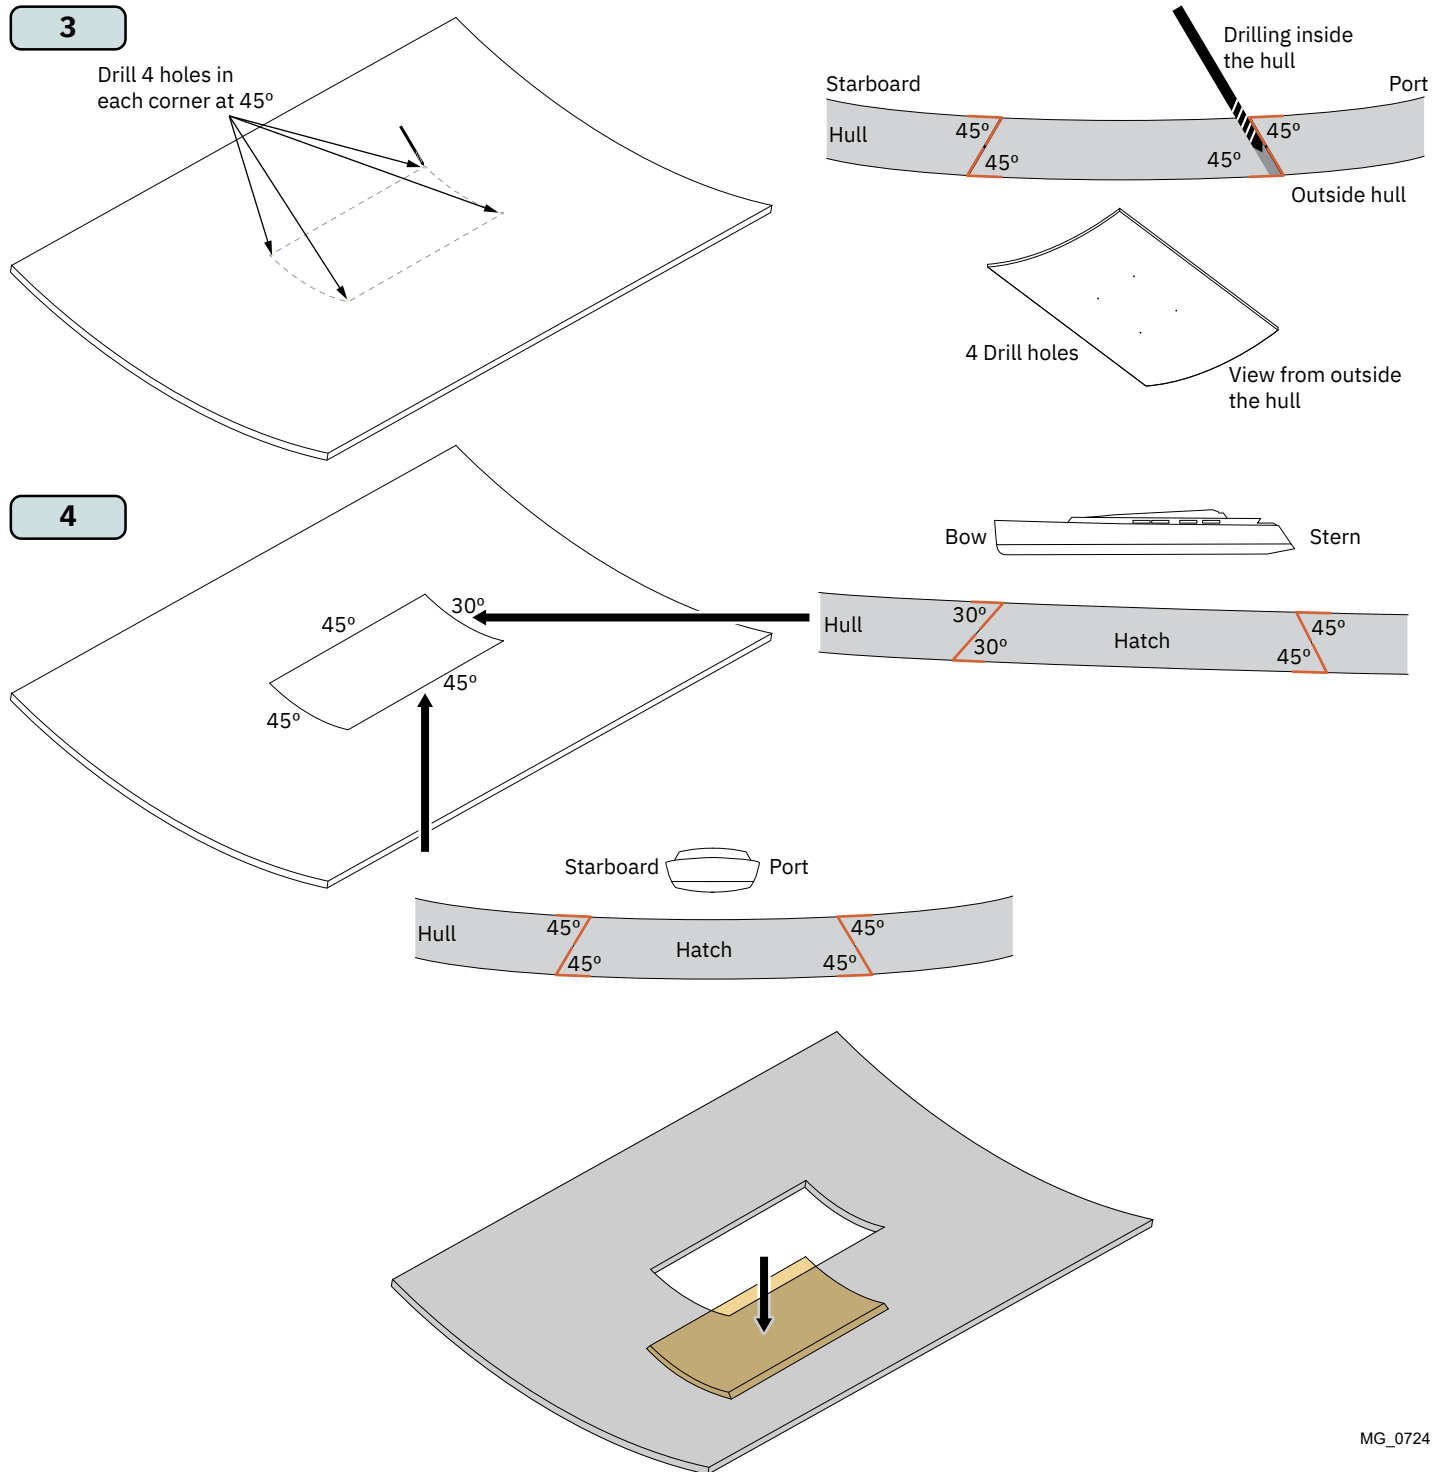 3
Drill 4 holes in
each corner at 45º
Drilling inside
the hull
Starboard
Port
Hull
45º
45º
45º
45º
Outside hull
4 Drill holes
View from outside
the hull
4
Bow
Stern
45º
30º
45º
45º
Hull
30º
30º
Hatch
45º
45º
Starboard
Port
Hull
45º
45º
Hatch
45º
45º
MG_0724